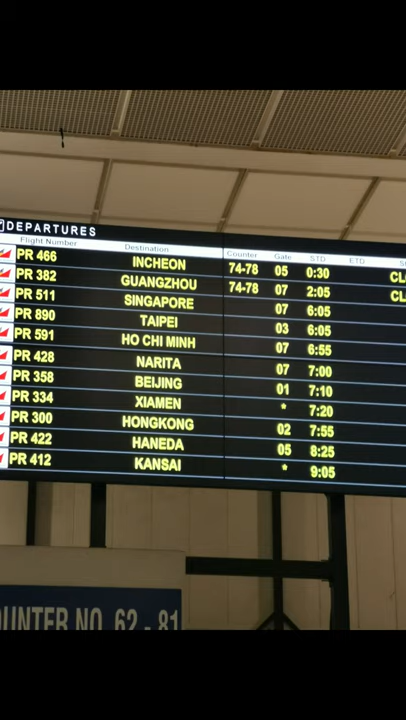 DEPARTURES
Flight Number Destination Counter Gate STD ETD
PR 466 INCHEON 74-78 05 0:30
PR 382 GUANGZHOU 74-78 07 2:05
PR 511 SINGAPORE 07 6:05
PR 890 TAIPEI 03 6:05
PR 591 HO CHI MINH 07 6:55
PR 428 NARITA 07 7:00
PR 358 BEIJING 01 7:10
PR 334 XIAMEN * 7:20
PR 300 HONGKONG 02 7:55
PR 422 HANEDA 05 8:25
PR 412 KANSAI * 9:05
OUNTER NO. 62 - 81